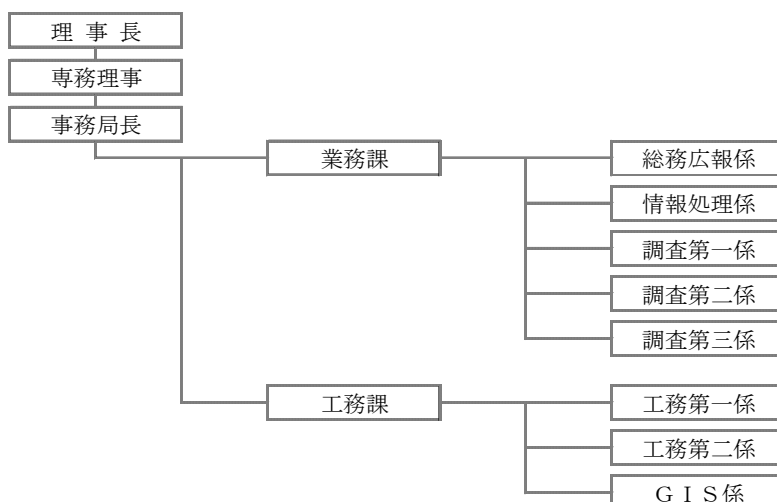 理 事 長
専務理事
事務局長
業務課
総務広報係
情報処理係
調査第一係
調査第二係
調査第三係
工務課
工務第一係
工務第二係
ＧＩＳ係